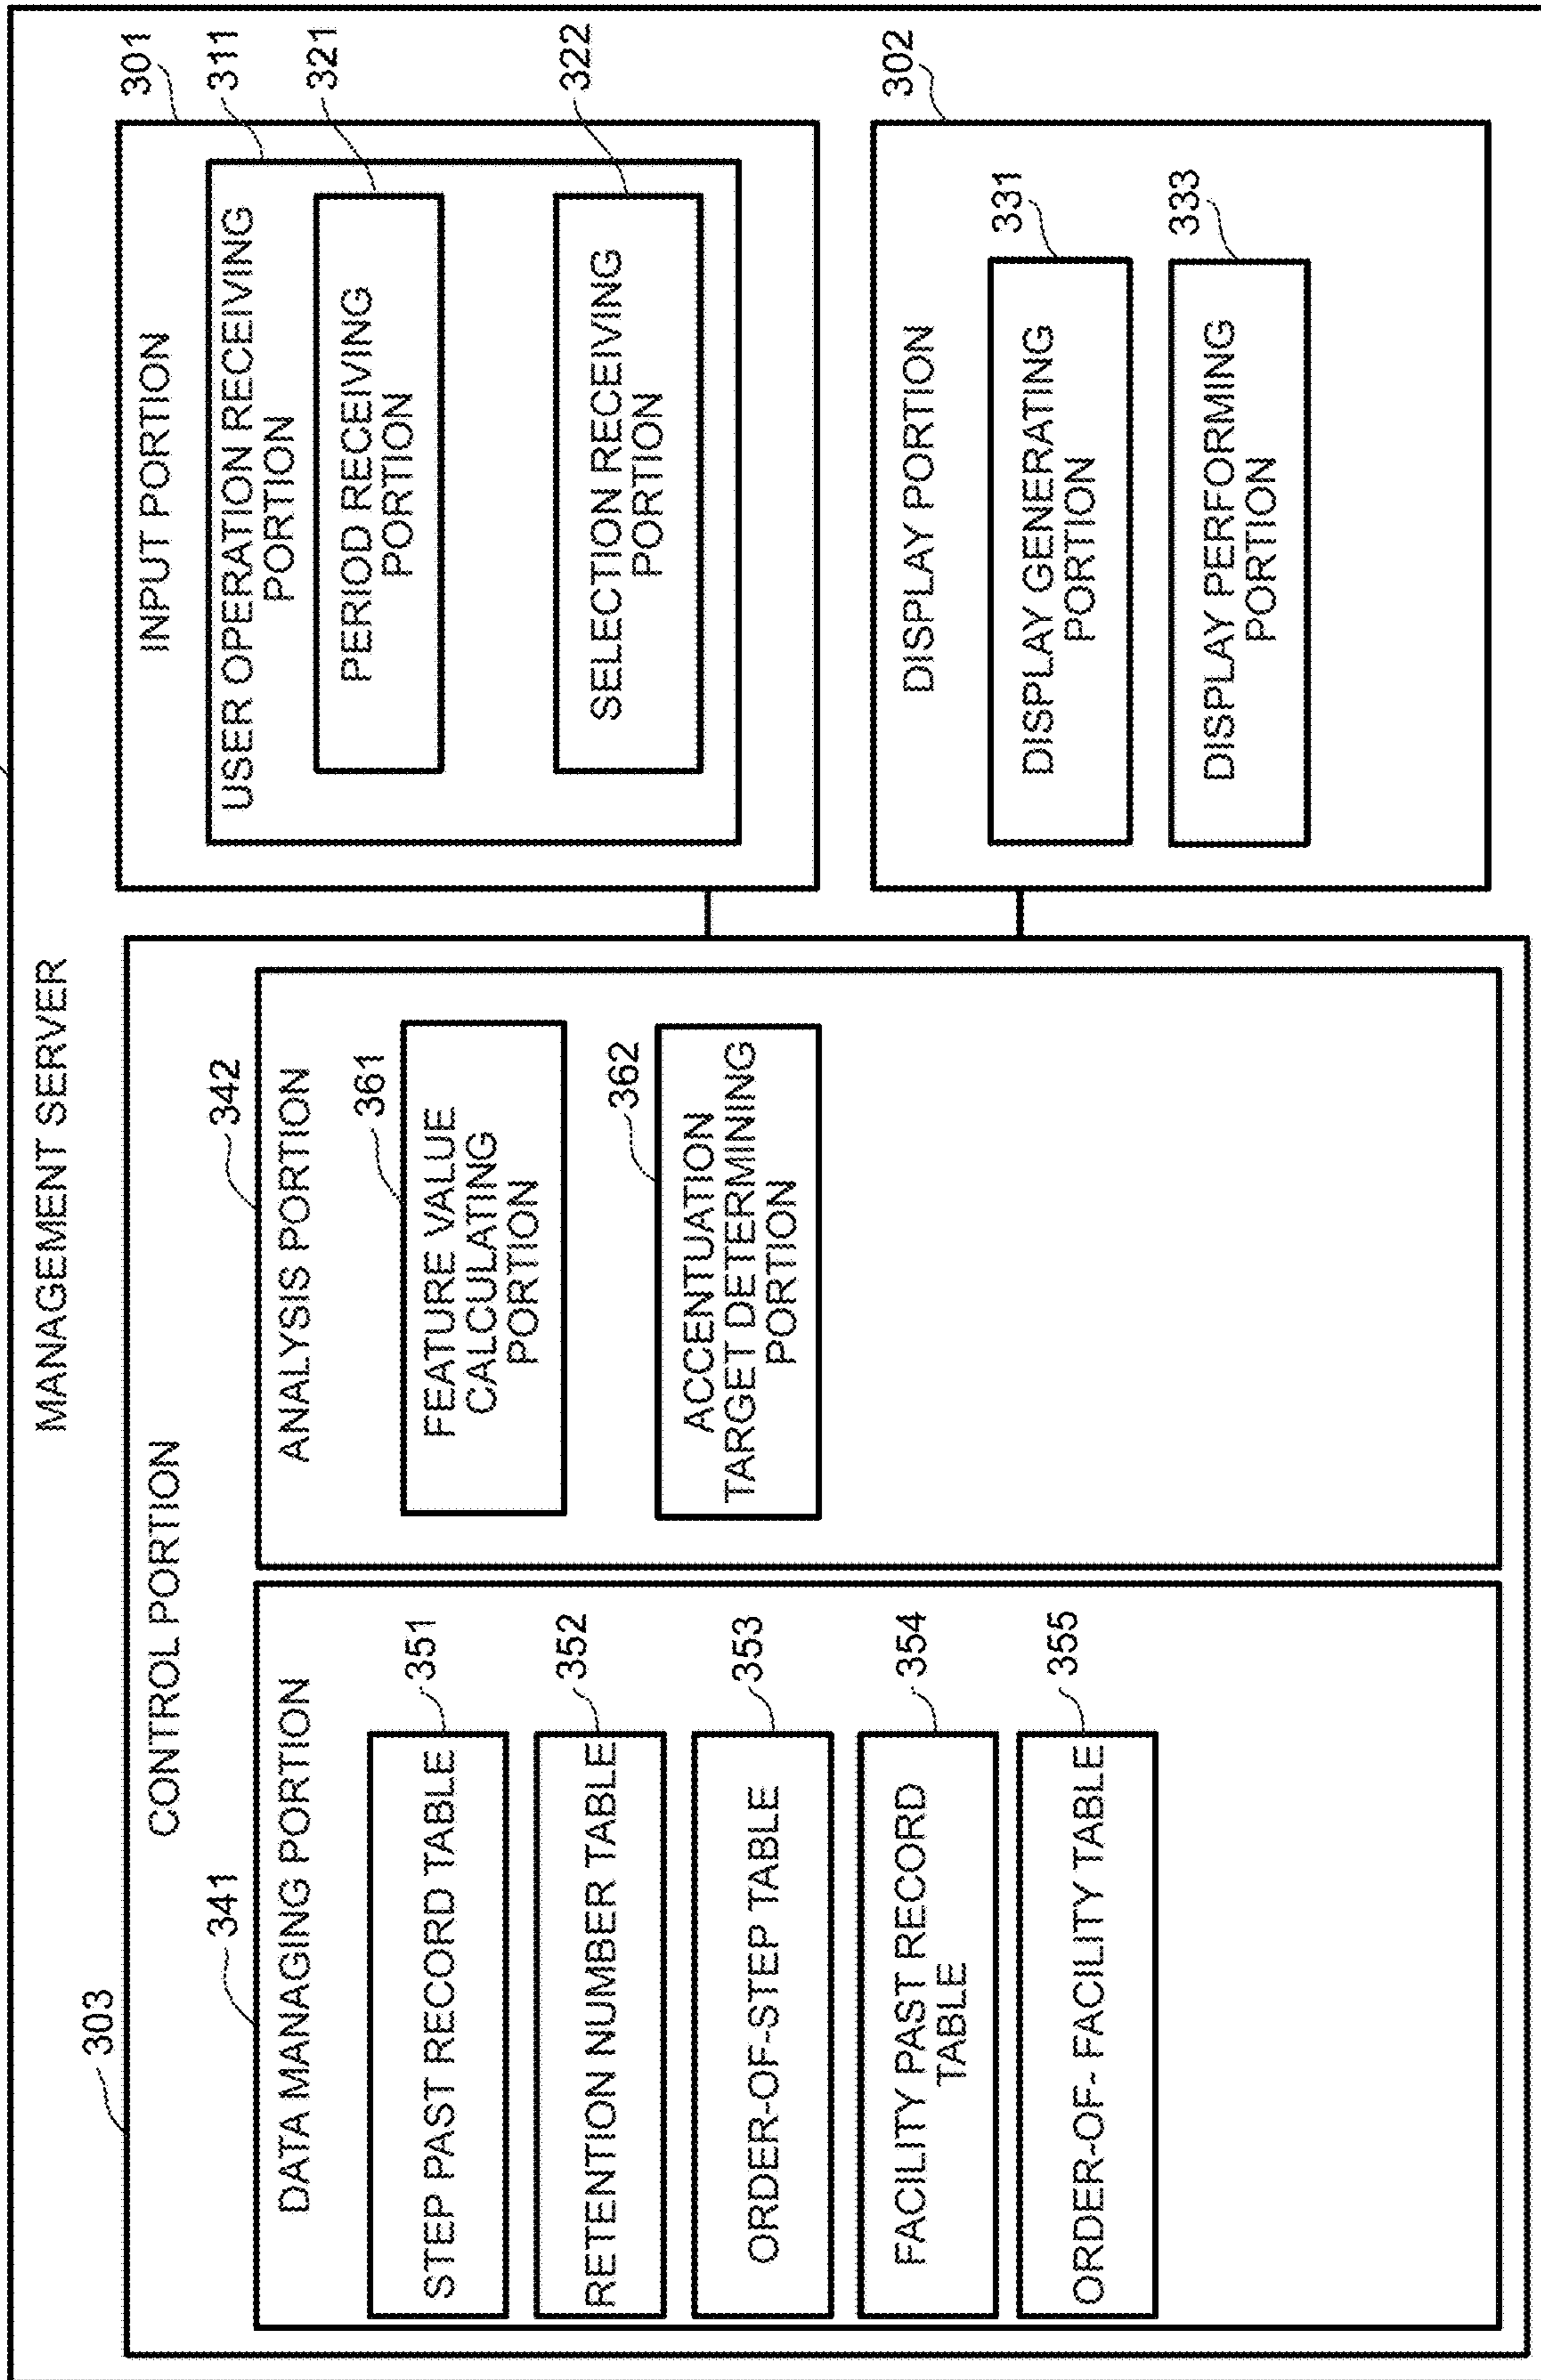 MANAGEMENT SERVER
303
CONTROL PORTION
341
DATA MANAGING PORTION
351
STEP PAST RECORD TABLE
352
RETENTION NUMBER TABLE
353
ORDER-OF-STEP TABLE
354
FACILITY PAST RECORD
TABLE
355
ORDER-OF- FACILITY TABLE
342
ANALYSIS PORTION
361
FEATURE VALUE
CALCULATING
PORTION
362
ACCENTUATION
TARGET DETERMINING
PORTION
301
INPUT PORTION
311
USER OPERATION RECEIVING
PORTION
321
PERIOD RECEIVING
PORTION
322
SELECTION RECEIVING
PORTION
302
DISPLAY PORTION
331
DISPLAY GENERATING
PORTION
333
DISPLAY PERFORMING
PORTION